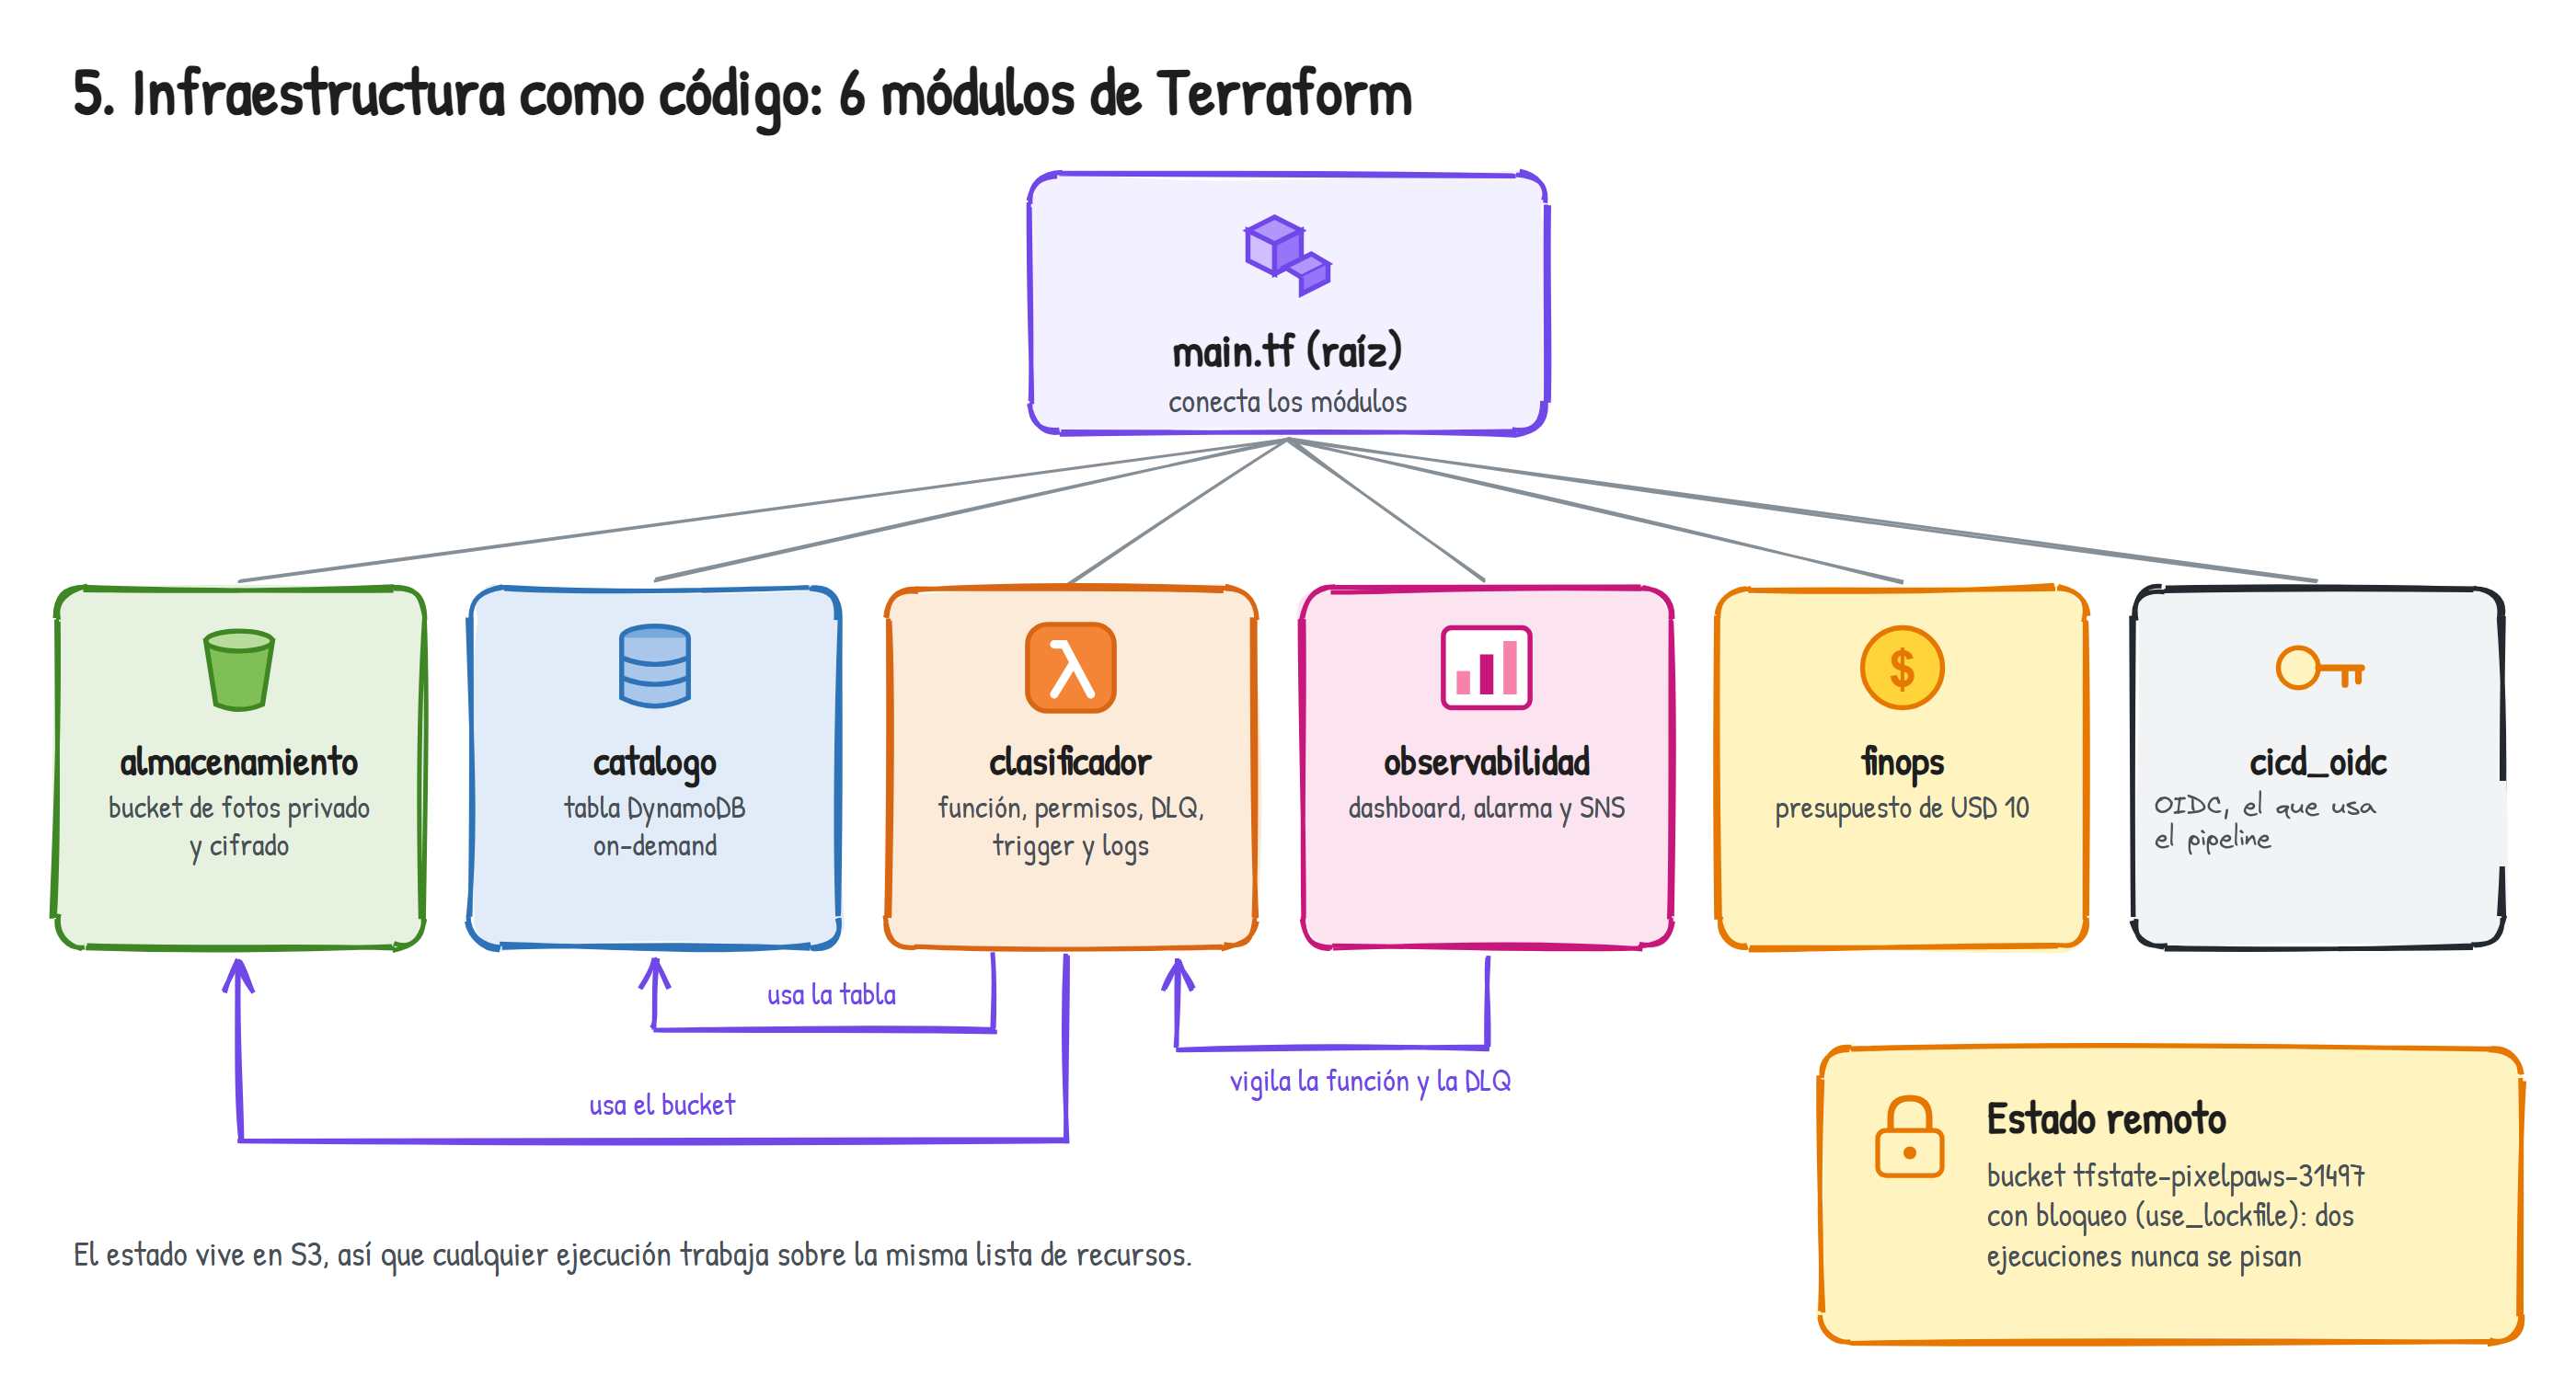 5. Infraestructura como código: 6 módulos de Terraform
main.tf (raíz)
conecta los módulos
almacenamiento
bucket de fotos privado
y cifrado
catalogo
tabla DynamoDB
on-demand
clasificador
función, permisos, DLQ,
trigger y logs
observabilidad
dashboard, alarma y SNS
finops
presupuesto de USD 10
cicd_oidc
OIDC, el que usa
el pipeline
usa la tabla
usa el bucket
vigila la función y la DLQ
Estado remoto
bucket tfstate-pixelpaws-31497
con bloqueo (use_lockfile): dos
ejecuciones nunca se pisan
El estado vive en S3, así que cualquier ejecución trabaja sobre la misma lista de recursos.